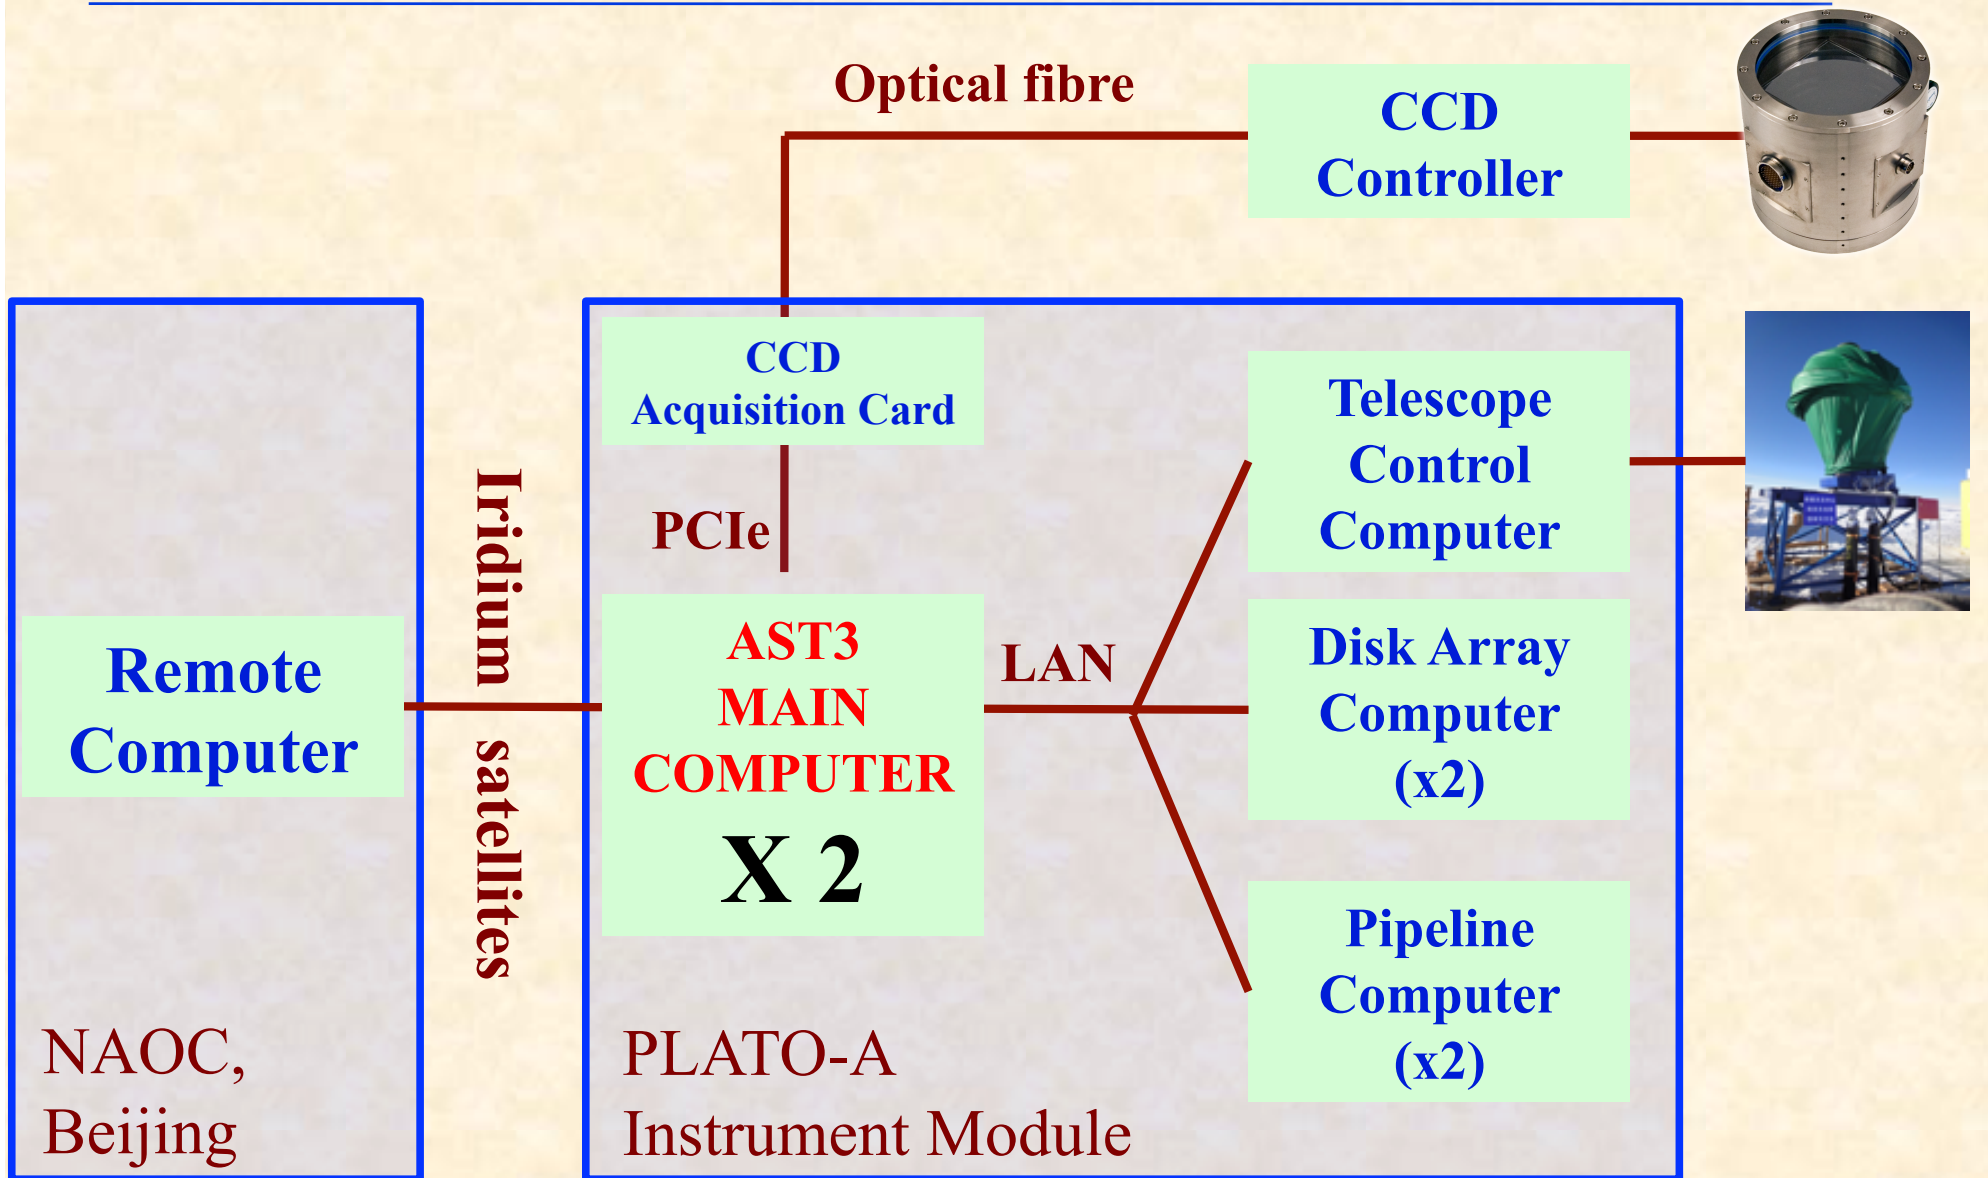 Optical fibre
CCD
Controller
CCD
Acquisition Card
PCIe
Iridium satellites
Remote
Computer
AST3
MAIN
COMPUTER
X 2
LAN
Telescope
Control
Computer
Disk Array
Computer
(x2)
Pipeline
Computer
(x2)
NAOC,
Beijing
PLATO-A
Instrument Module